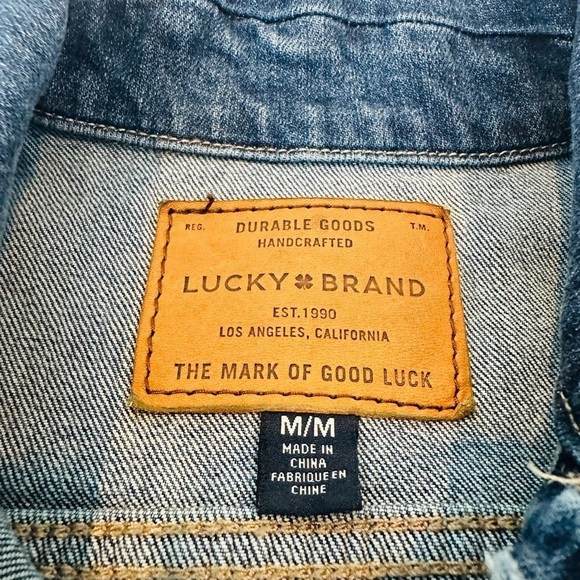 REG. DURABLE GOODS T.M.
HANDCRAFTED
LUCKY BRAND
EST. 1990
LOS ANGELES, CALIFORNIA
THE MARK OF GOOD LUCK
M/M
MADE IN
CHINA
FABRIQUE EN
CHINE